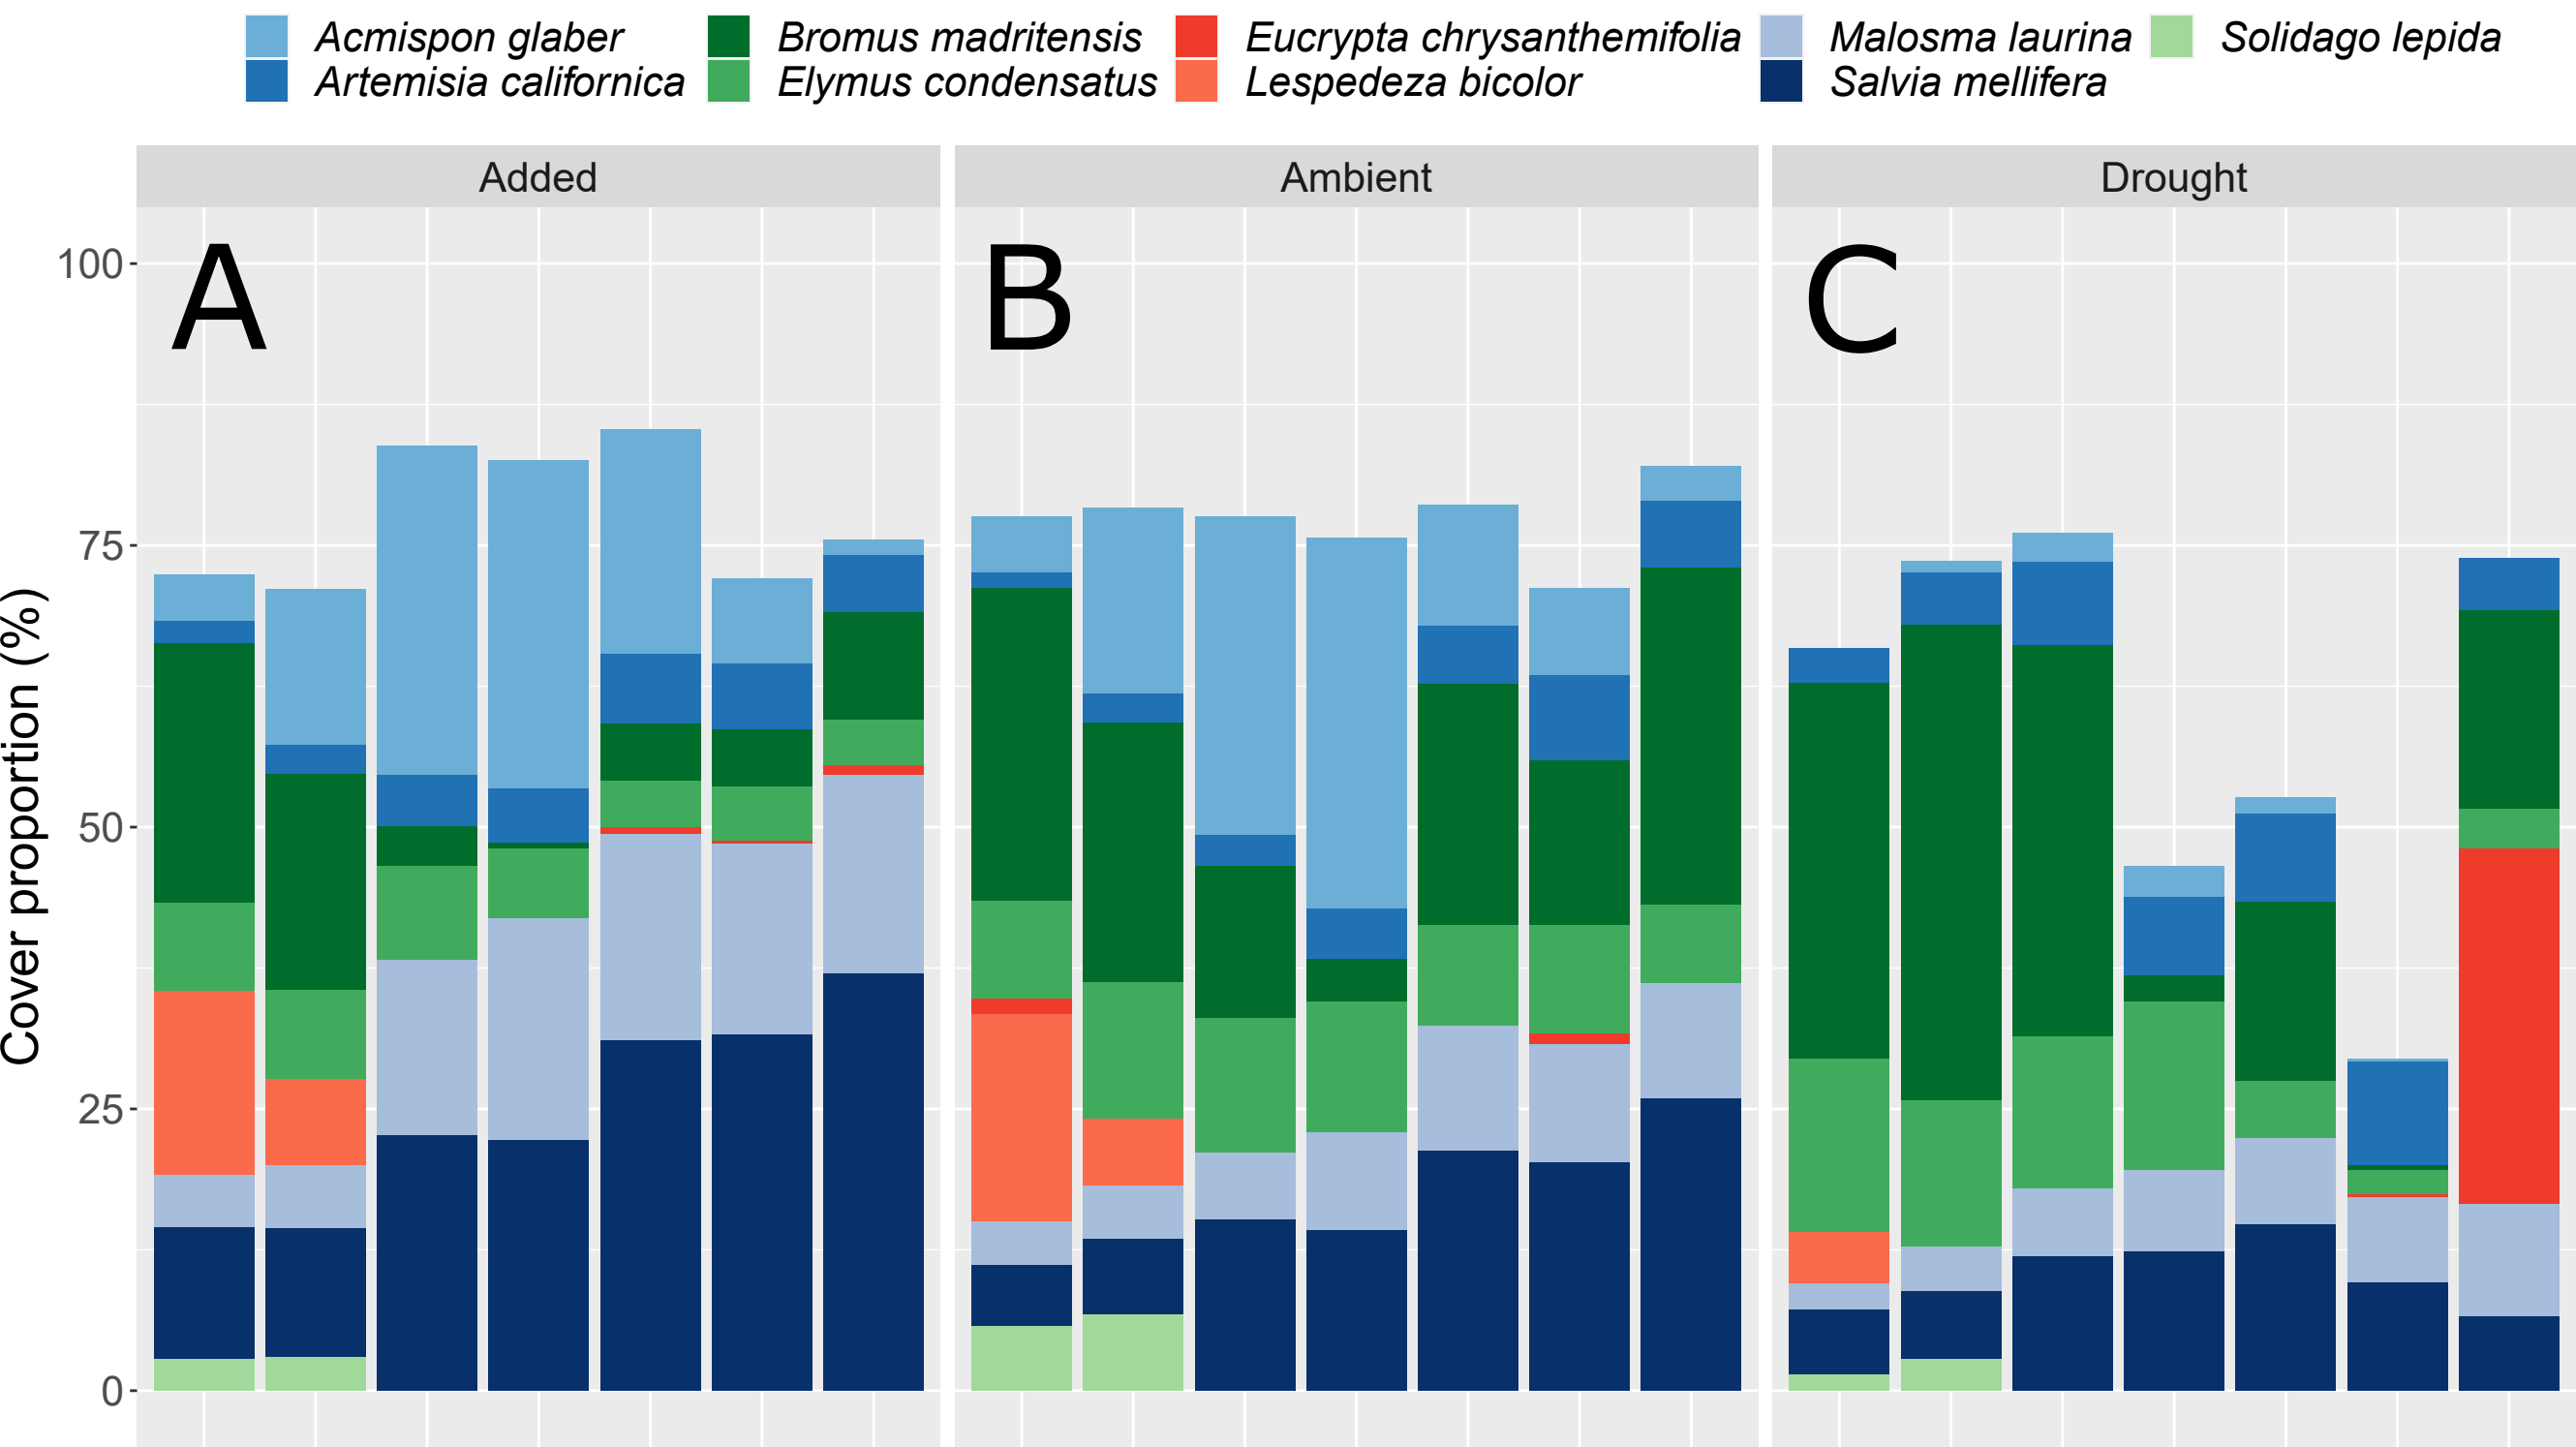 Acmispon glaber Bromus madritensis Eucrypta chrysanthemifolia Malosma laurina Solidago lepida
Artemisia californica Elymus condensatus Lespedeza bicolor Salvia mellifera
Added Ambient Drought
A B C
100
75
50
25
0
Cover proportion (%)